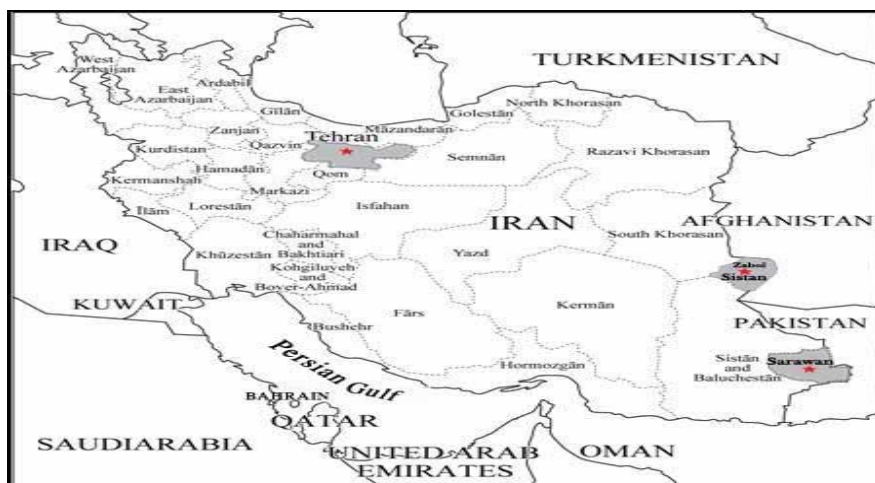 TURKMENISTAN
West
Azarbaijan
East
Azarbaijan
Ardabil
Gīlān
Golestān
North Khorasan
Māzandarān
Zanjan
Tehran
Qazvin
Kurdistan
Semnān
Razavi Khorasan
Hamadān
Qom
Kermanshah
Markazi
Īlām
Lorestān
Isfahan
IRAN
AFGHANISTAN
South Khorasan
IRAQ
Khūzestān
Chaharmahal
and
Bakhtiari
Yazd
Kohgiluyeh
and
Boyer-Ahmad
Zabol
Sistan
KUWAIT
Kermān
Fārs
PAKISTAN
Bushehr
Sistān
and
Baluchestān
Sarawan
Hormozgān
Persian Gulf
BAHRAIN
QATAR
SAUDIARABIA
UNITED ARAB
EMIRATES
OMAN